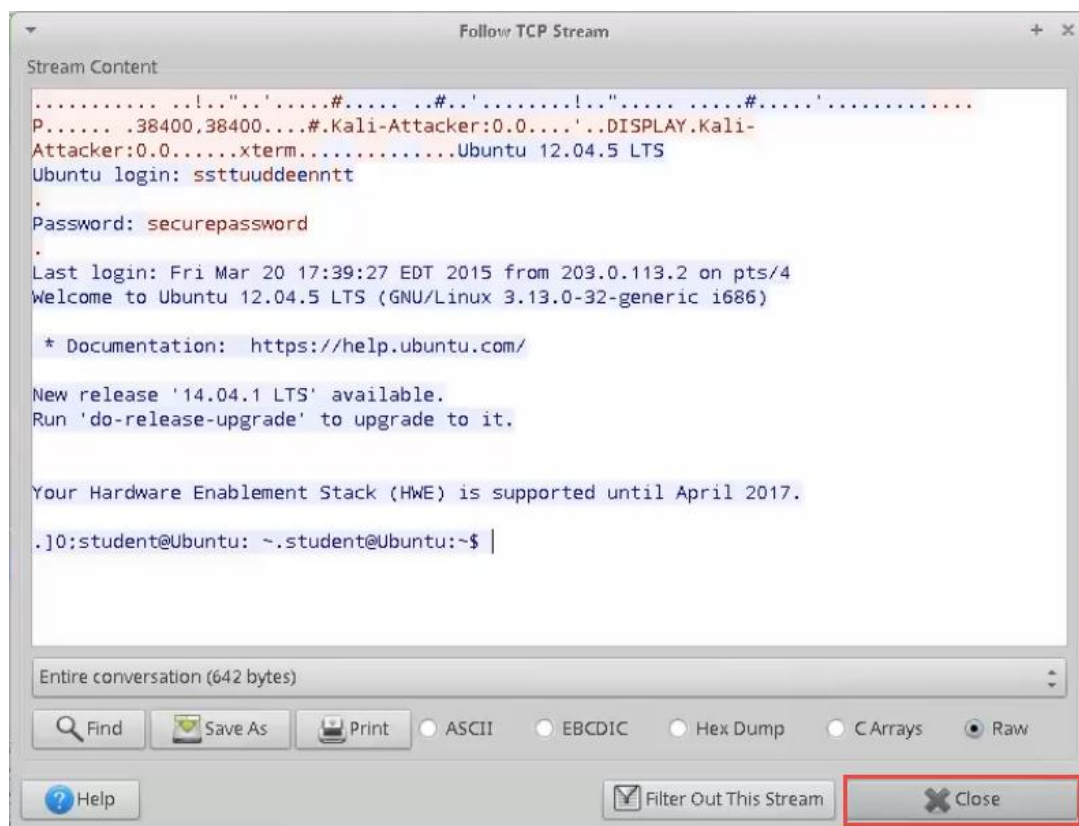 Follow TCP Stream
Stream Content
........... ..!.."..'.....#..... ..#..'........!.."..... .....#.....'.............
P...... .38400,38400....#.Kali-Attacker:0.0....'..DISPLAY.Kali-
Attacker:0.0......xterm..............Ubuntu 12.04.5 LTS
Ubuntu login: ssttuuddeenntt
.
Password: securepassword
.
Last login: Fri Mar 20 17:39:27 EDT 2015 from 203.0.113.2 on pts/4
Welcome to Ubuntu 12.04.5 LTS (GNU/Linux 3.13.0-32-generic i686)
* Documentation:  https://help.ubuntu.com/
New release '14.04.1 LTS' available.
Run 'do-release-upgrade' to upgrade to it.
Your Hardware Enablement Stack (HWE) is supported until April 2017.
.]0;student@Ubuntu: ~.student@Ubuntu:~$
Entire conversation (642 bytes)
Find Save As Print ASCII EBCDIC Hex Dump C Arrays Raw
Help Filter Out This Stream Close